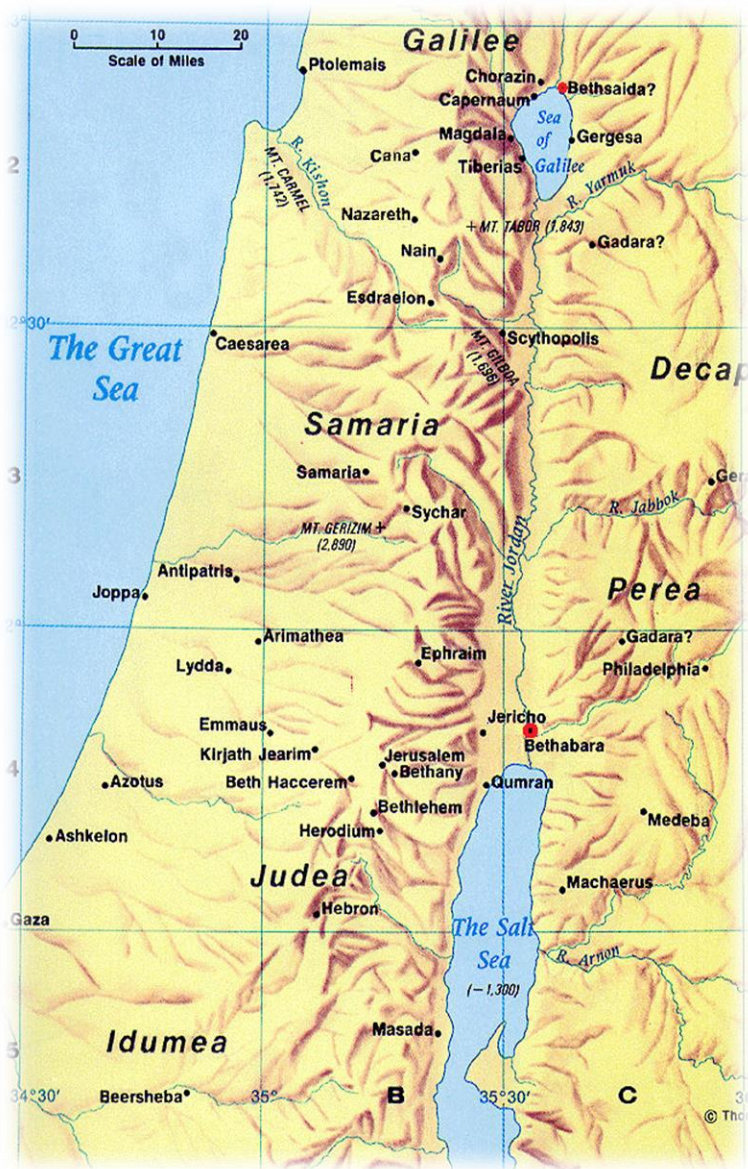 0 10 20
Scale of Miles
Galilee
Ptolemais
Chorazin
Bethsaida?
Capernaum
Sea
of
Galilee
Magdala
Gergesa
Cana
Tiberias
R. Kishon
MT. CARMEL
(1,742)
2
R. Yarmuk
Nazareth
+ MT. TABOR (1,843)
Nain
Gadara?
Esdraelon
2°30'
Caesarea
Scythopolis
MT. GILBOA
(1,696)
The Great
Sea
Decap
Samaria
3
Samaria
Ger
R. Jabbok
Sychar
MT. GERIZIM +
(2,890)
River Jordan
Antipatris
Joppa
Perea
Arimathea
Gadara?
Ephraim
Lydda
Philadelphia
Emmaus
Jericho
Bethabara
Kirjath Jearim
Jerusalem
4
Azotus
Beth Haccerem
Bethany
Qumran
Bethlehem
Medeba
Ashkelon
Herodium
Judea
Machaerus
Hebron
Gaza
The Salt
Sea
(−1,300)
R. Arnon
Masada
Idumea
5
34°30'
Beersheba
35°
B
35°30'
C
© Tho